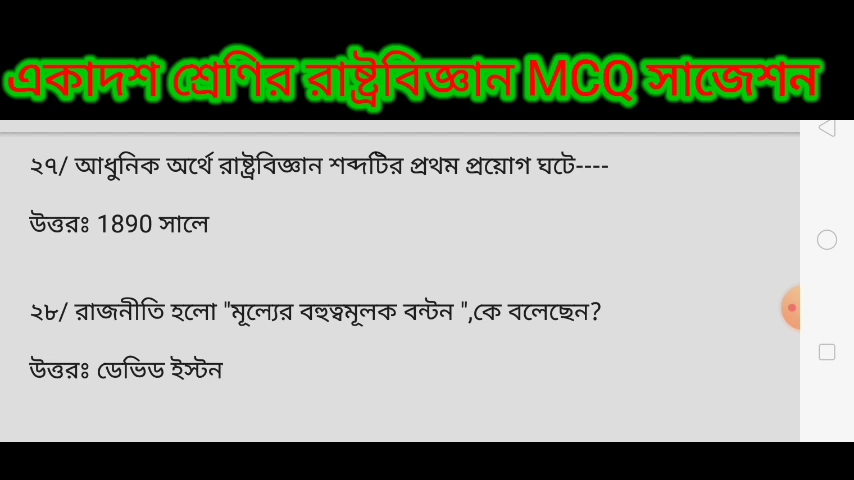 একাদশ শ্রেণির রাষ্ট্রবিজ্ঞান MCQ সাজেশন
২৭/ আধুনিক অর্থে রাষ্ট্রবিজ্ঞান শব্দটির প্রথম প্রয়োগ ঘটে----
উত্তরঃ 1890 সালে
২৮/ রাজনীতি হলো "মূল্যের বহুত্বমূলক বন্টন ",কে বলেছেন?
উত্তরঃ ডেভিড ইস্টন